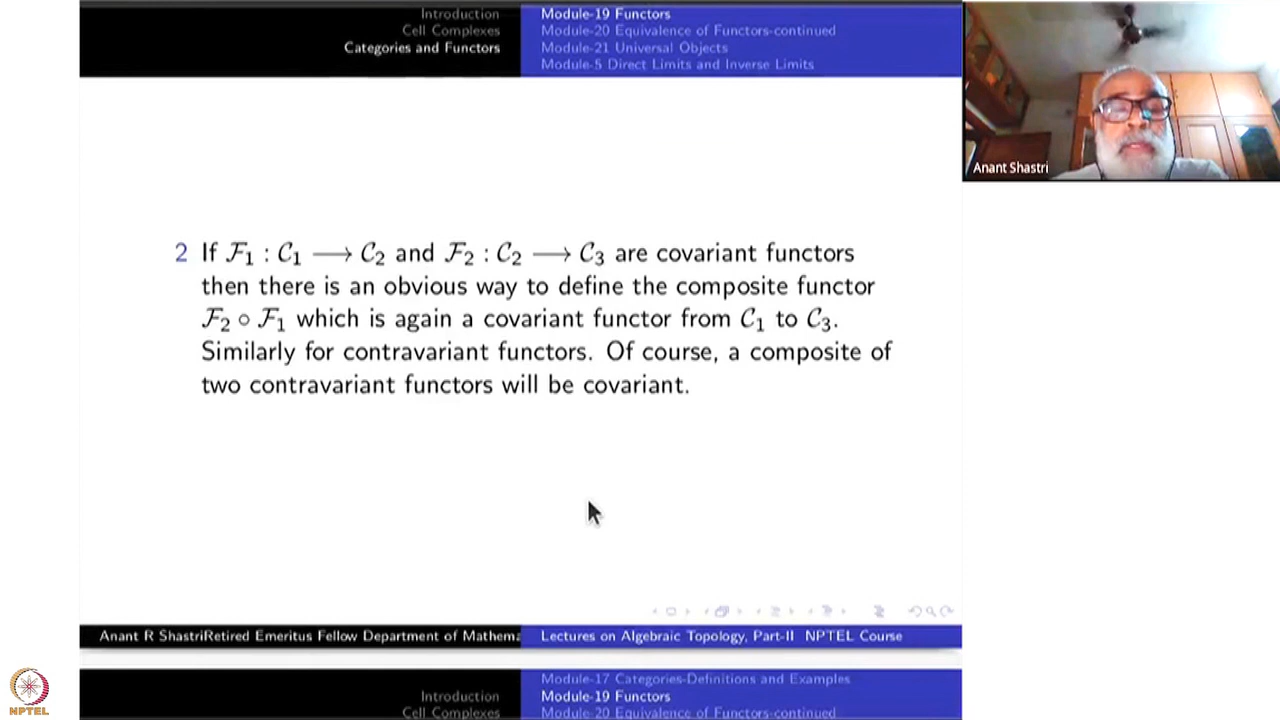 Introduction
Cell Complexes
Categories and Functors
Module-19 Functors
Module-20 Equivalence of Functors-continued
Module-21 Universal Objects
Module-5 Direct Limits and Inverse Limits
Anant Shastri
2 If ℱ₁ : 𝒞₁ ⟶ 𝒞₂ and ℱ₂ : 𝒞₂ ⟶ 𝒞₃ are covariant functors
then there is an obvious way to define the composite functor
ℱ₂ ∘ ℱ₁ which is again a covariant functor from 𝒞₁ to 𝒞₃.
Similarly for contravariant functors. Of course, a composite of
two contravariant functors will be covariant.
Anant R ShastriRetired Emeritus Fellow Department of Mathema
Lectures on Algebraic Topology, Part-II NPTEL Course
Introduction
Cell Complexes
Module-17 Categories-Definitions and Examples
Module-19 Functors
Module-20 Equivalence of Functors-continued
NPTEL